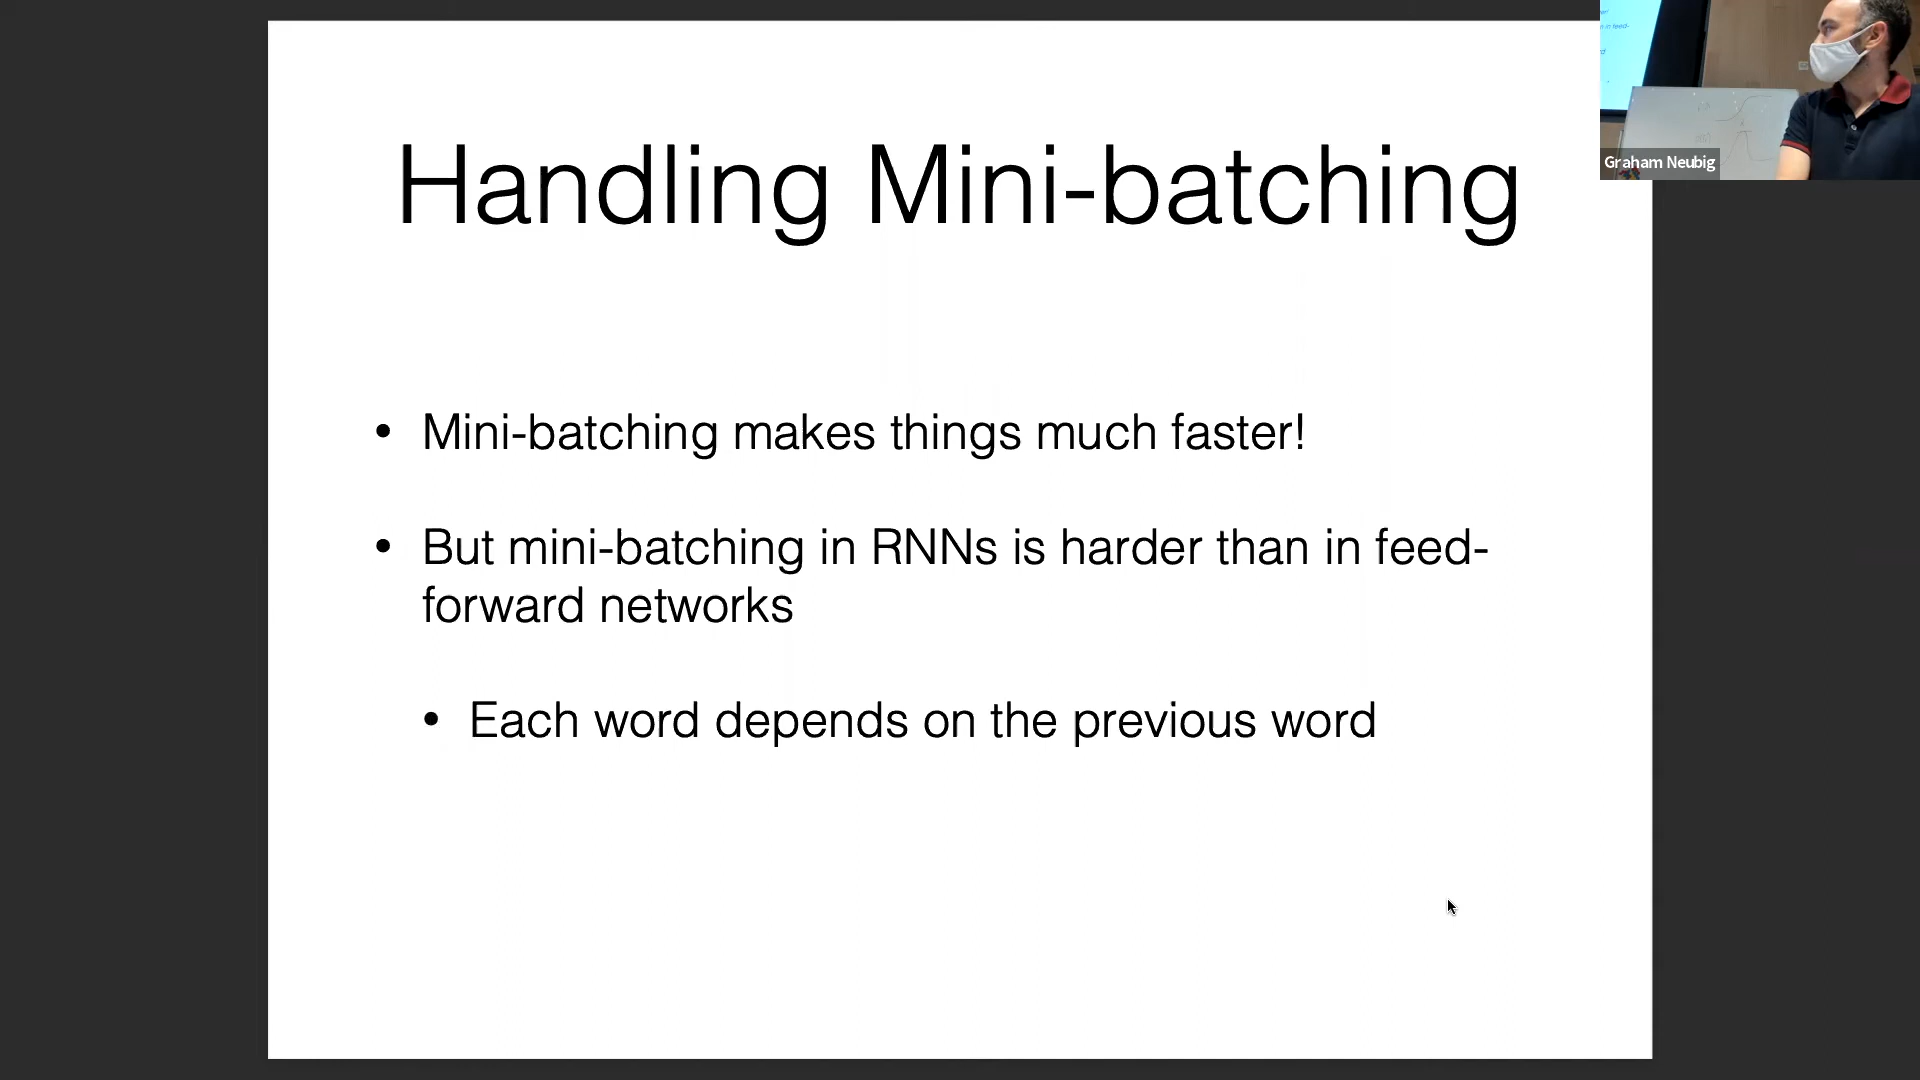 Handling Mini-batching
• Mini-batching makes things much faster!
• But mini-batching in RNNs is harder than in feed-
forward networks
• Each word depends on the previous word
Graham Neubig